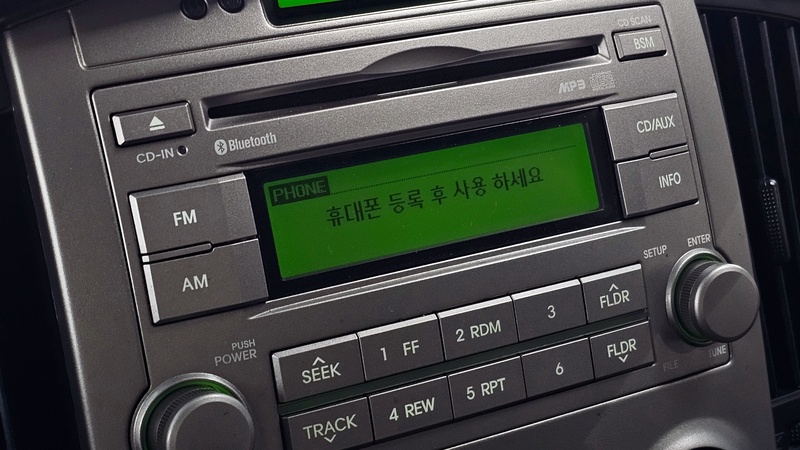 CD SCAN
BSM
MP3
CD-IN
Bluetooth
CD/AUX
PHONE
휴대폰 등록 후 사용 하세요
INFO
FM
AM
SETUP
ENTER
PUSH
POWER
SEEK
1 FF
2 RDM
3
FLDR
TRACK
4 REW
5 RPT
6
FLDR
FILE
TUNE